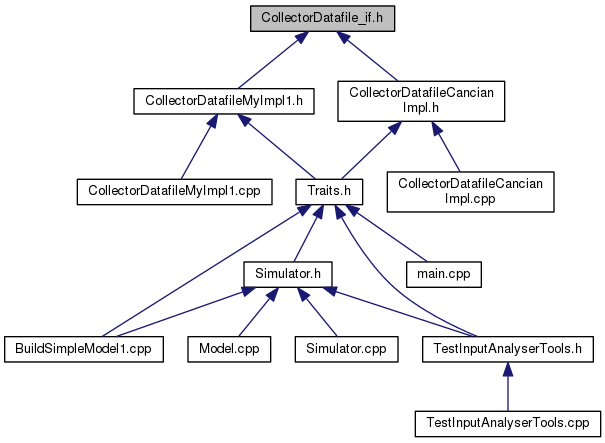 CollectorDatafile_if.h
CollectorDatafileMyImpl1.h
CollectorDatafileCancian
Impl.h
CollectorDatafileMyImpl1.cpp
Traits.h
CollectorDatafileCancian
Impl.cpp
Simulator.h
main.cpp
BuildSimpleModel1.cpp
Model.cpp
Simulator.cpp
TestInputAnalyserTools.h
TestInputAnalyserTools.cpp